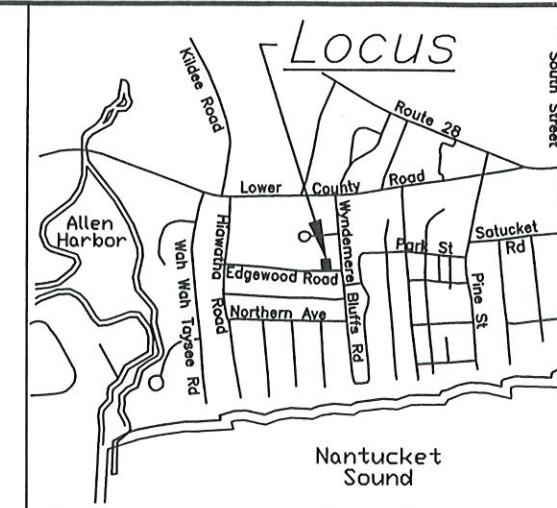 LOCUS
South Street
Kildee Road
Route 28
Lower County Road
Allen
Harbor
Hiawatha Road
Wyndemere Bluffs Rd
Park St
Satucket
Rd
Wah Wah Taysee Rd
Edgewood Road
Pine St
Northern Ave
Nantucket
Sound